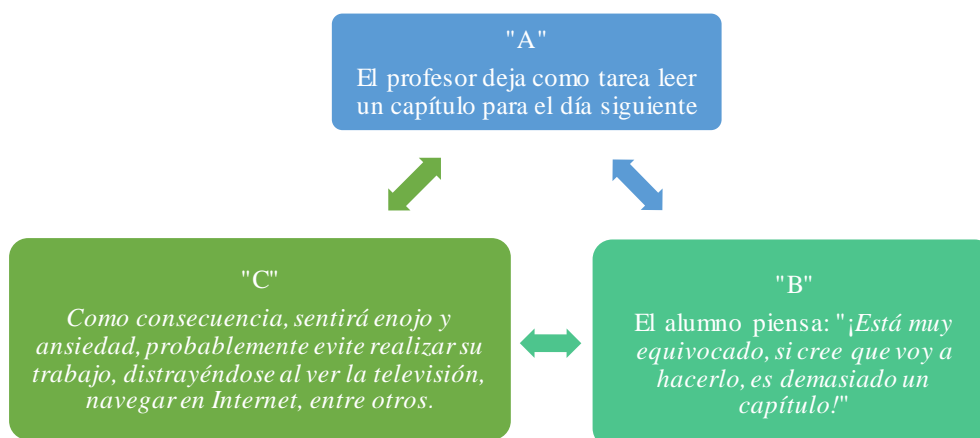 "A"
El profesor deja como tarea leer
un capítulo para el día siguiente
"C"
Como consecuencia, sentirá enojo y
ansiedad, probablemente evite realizar su
trabajo, distrayéndose al ver la televisión,
navegar en Internet, entre otros.
"B"
El alumno piensa: "¡Está muy
equivocado, si cree que voy a
hacerlo, es demasiado un
capítulo!"